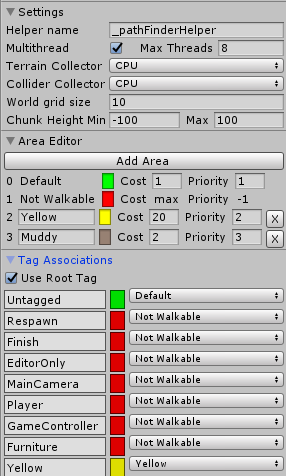 Settings
Helper name _pathFinderHelper
Multithread Max Threads 8
Terrain Collector CPU
Collider Collector CPU
World grid size 10
Chunk Height Min -100 Max 100
Area Editor
Add Area
0 Default Cost 1 Priority 1
1 Not Walkable Cost max Priority -1
2 Yellow Cost 20 Priority 2 X
3 Muddy Cost 2 Priority 3 X
Tag Associations
Use Root Tag
Untagged Default
Respawn Not Walkable
Finish Not Walkable
EditorOnly Not Walkable
MainCamera Not Walkable
Player Not Walkable
GameController Not Walkable
Furniture Not Walkable
Yellow Yellow